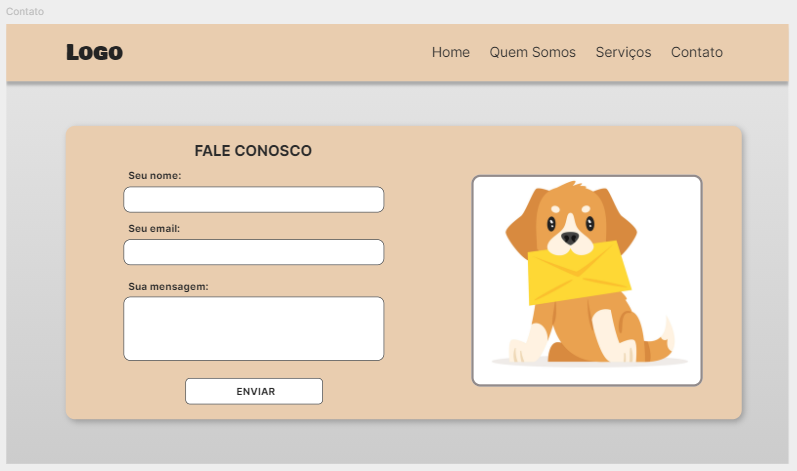 Contato
Logo
Home Quem Somos Serviços Contato
FALE CONOSCO
Seu nome:
Seu email:
Sua mensagem:
ENVIAR